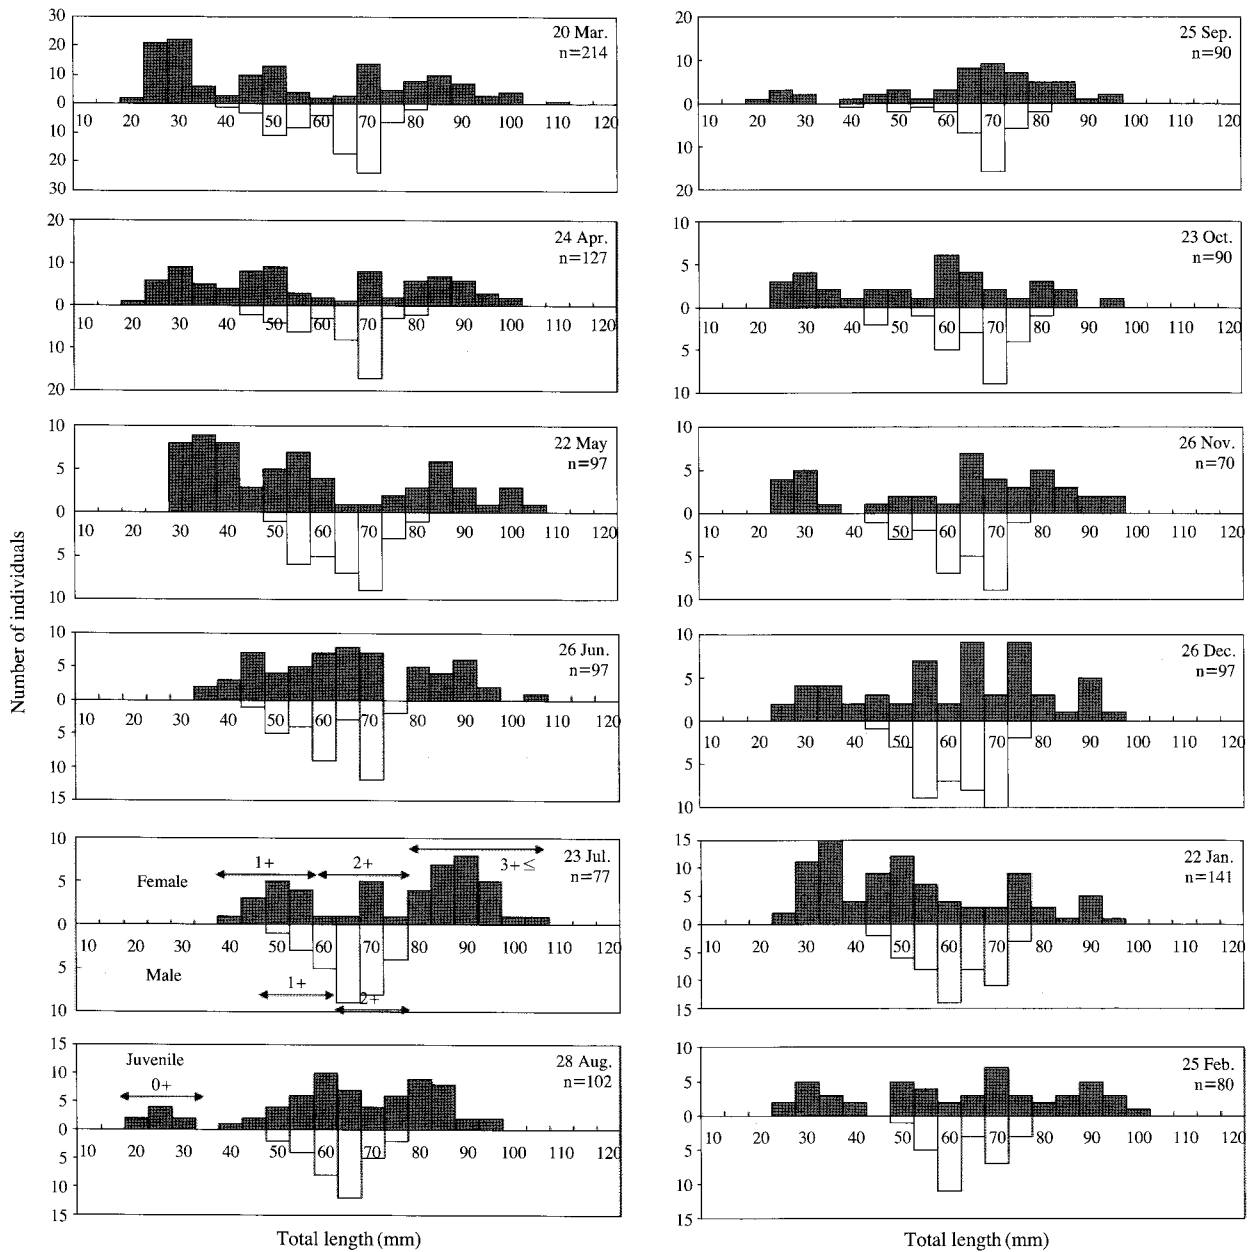 Number of individuals
30
20 Mar.
n=214
20
10
0
20 30 40 50 60 70 80 90 100 110 120
10
20
30
20
24 Apr.
n=127
10
0
10 20 30 40 50 60 70 80 90 100 110 120
10
20
10
22 May
n=97
5
0
10 20 30 40 50 60 70 80 90 100 110 120
5
10
10
26 Jun.
n=97
5
0
10 20 30 40 50 60 70 80 90 100 110 120
5
10
15
10
23 Jul.
n=77
1+ 2+ 3+≤
5
Female
0
10 20 30 40 50 60 70 80 90 100 110 120
5
Male
1+ 2+
10
15
28 Aug.
n=102
Juvenile
0+
10
5
0
10 20 30 40 50 60 70 80 90 100 110 120
5
10
15
Total length (mm)
20
25 Sep.
n=90
10
0
10 20 30 40 50 60 70 80 90 100 110 120
10
20
10
23 Oct.
n=90
5
0
10 20 30 40 50 60 70 80 90 100 110 120
5
10
10
26 Nov.
n=70
5
0
10 20 30 40 50 60 70 80 90 100 110 120
5
10
10
26 Dec.
n=97
5
0
10 20 30 40 50 60 70 80 90 100 110 120
5
10
15
22 Jan.
n=141
10
5
0
10 20 30 40 50 60 70 80 90 100 110 120
5
10
15
10
25 Feb.
n=80
5
0
10 20 30 40 50 60 70 80 90 100 110 120
5
10
15
Total length (mm)